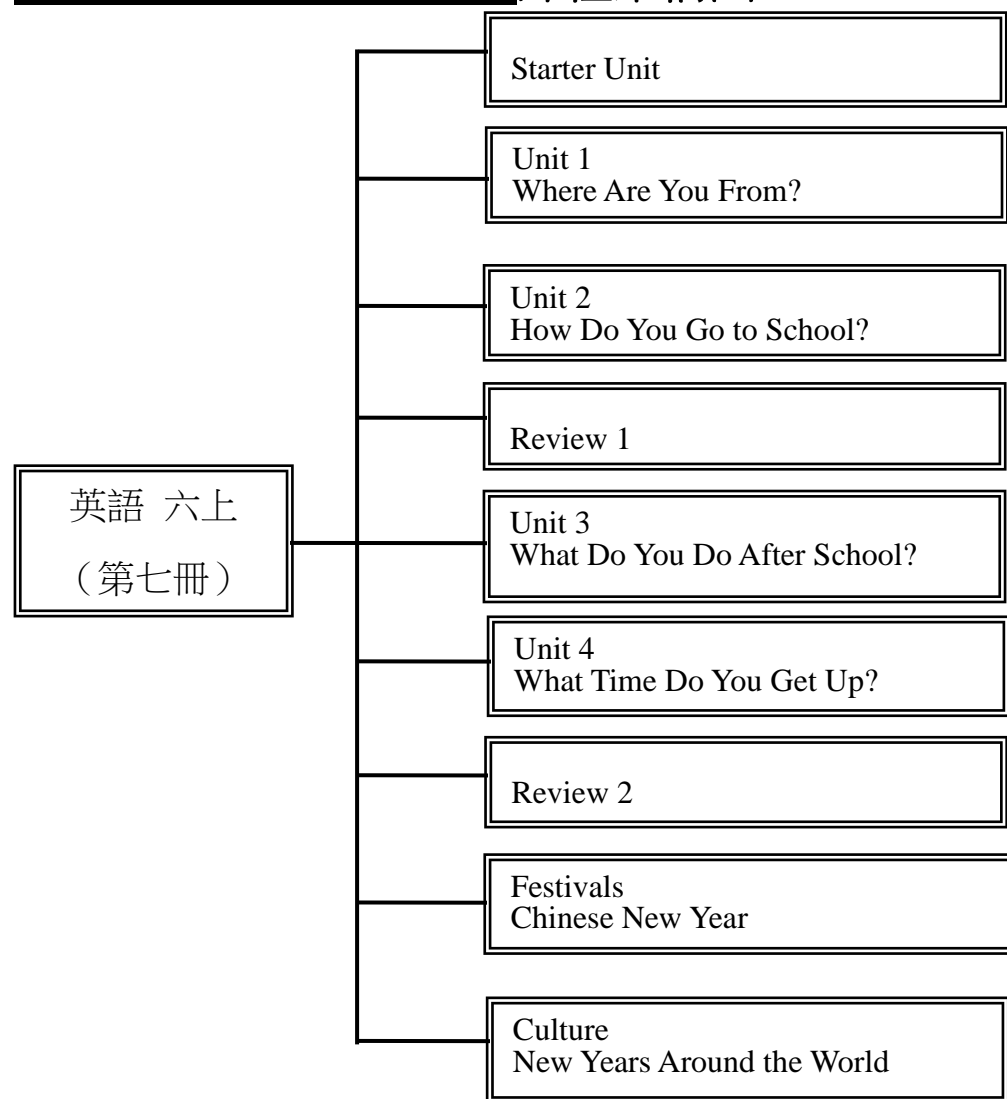 Starter Unit
Unit 1
Where Are You From?
Unit 2
How Do You Go to School?
Review 1
英語 六上
（第七冊）
Unit 3
What Do You Do After School?
Unit 4
What Time Do You Get Up?
Review 2
Festivals
Chinese New Year
Culture
New Years Around the World